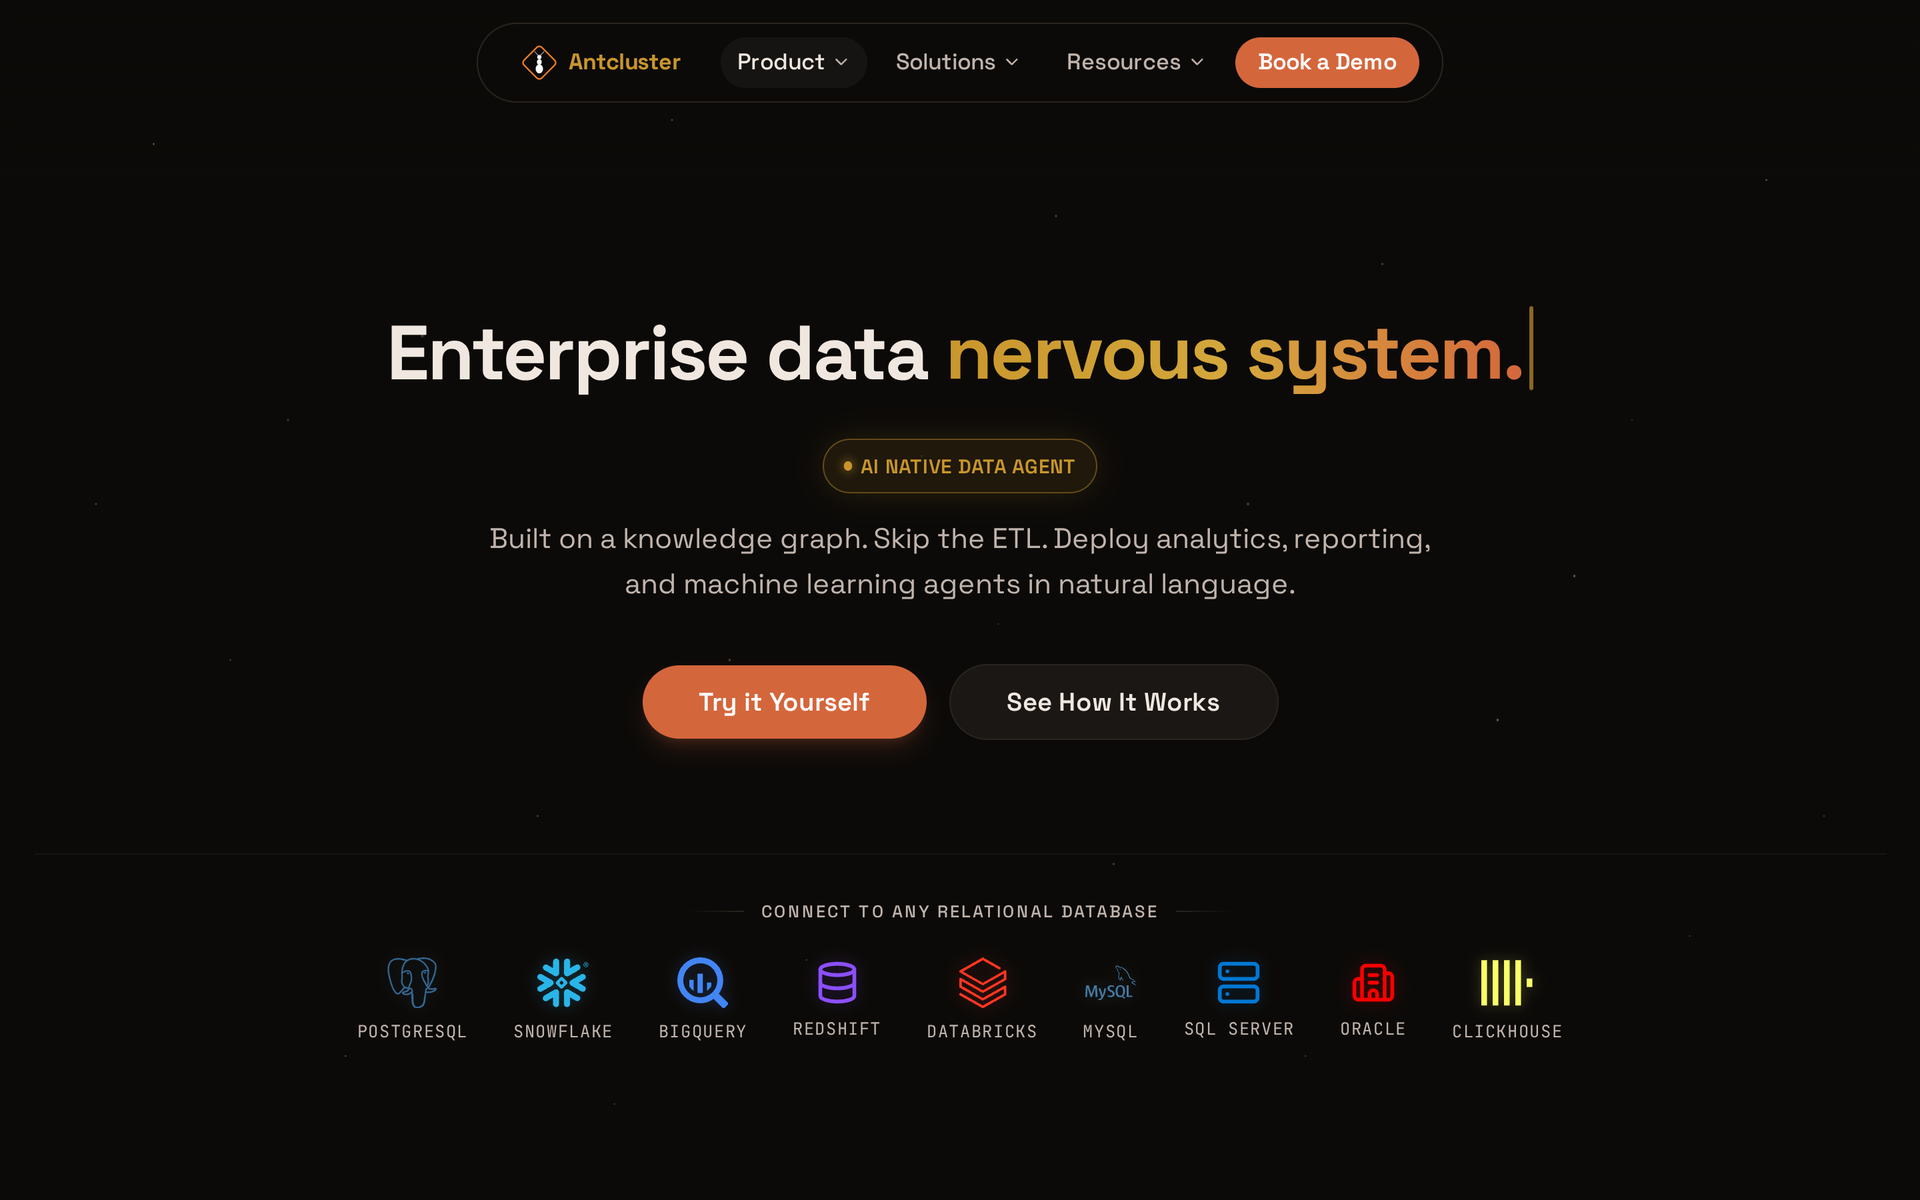 Antcluster Product Solutions Resources Book a Demo
Enterprise data nervous system.
AI NATIVE DATA AGENT
Built on a knowledge graph. Skip the ETL. Deploy analytics, reporting,
and machine learning agents in natural language.
Try it Yourself See How It Works
CONNECT TO ANY RELATIONAL DATABASE
MySQL
POSTGRESQL SNOWFLAKE BIGQUERY REDSHIFT DATABRICKS MYSQL SQL SERVER ORACLE CLICKHOUSE